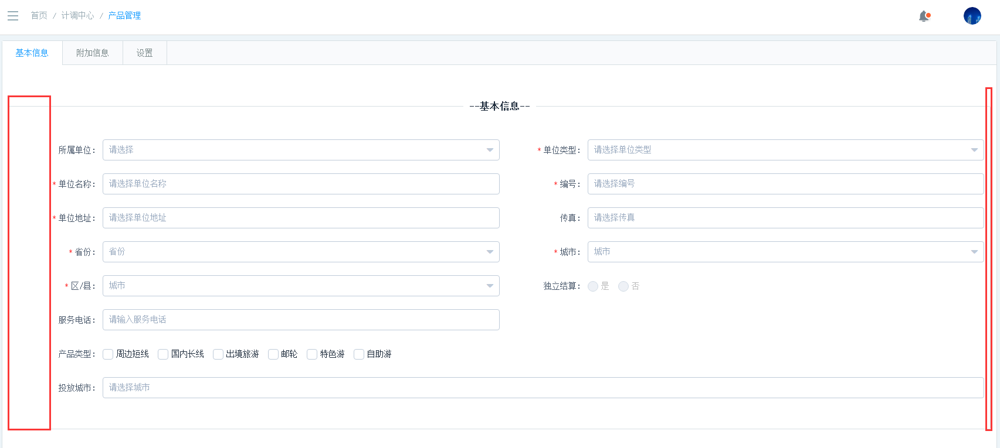 首页 / 计调中心 / 产品管理
基本信息 附加信息 设置
--基本信息--
所属单位： 请选择 * 单位类型： 请选择单位类型
* 单位名称： 请选择单位名称 * 编号： 请选择编号
* 单位地址： 请选择单位地址 传真： 请选择传真
* 省份： 省份 * 城市： 城市
* 区/县： 城市 独立结算： 是 否
服务电话： 请输入服务电话
产品类型： 周边短线 国内长线 出境旅游 邮轮 特色游 自助游
投放城市： 请选择城市